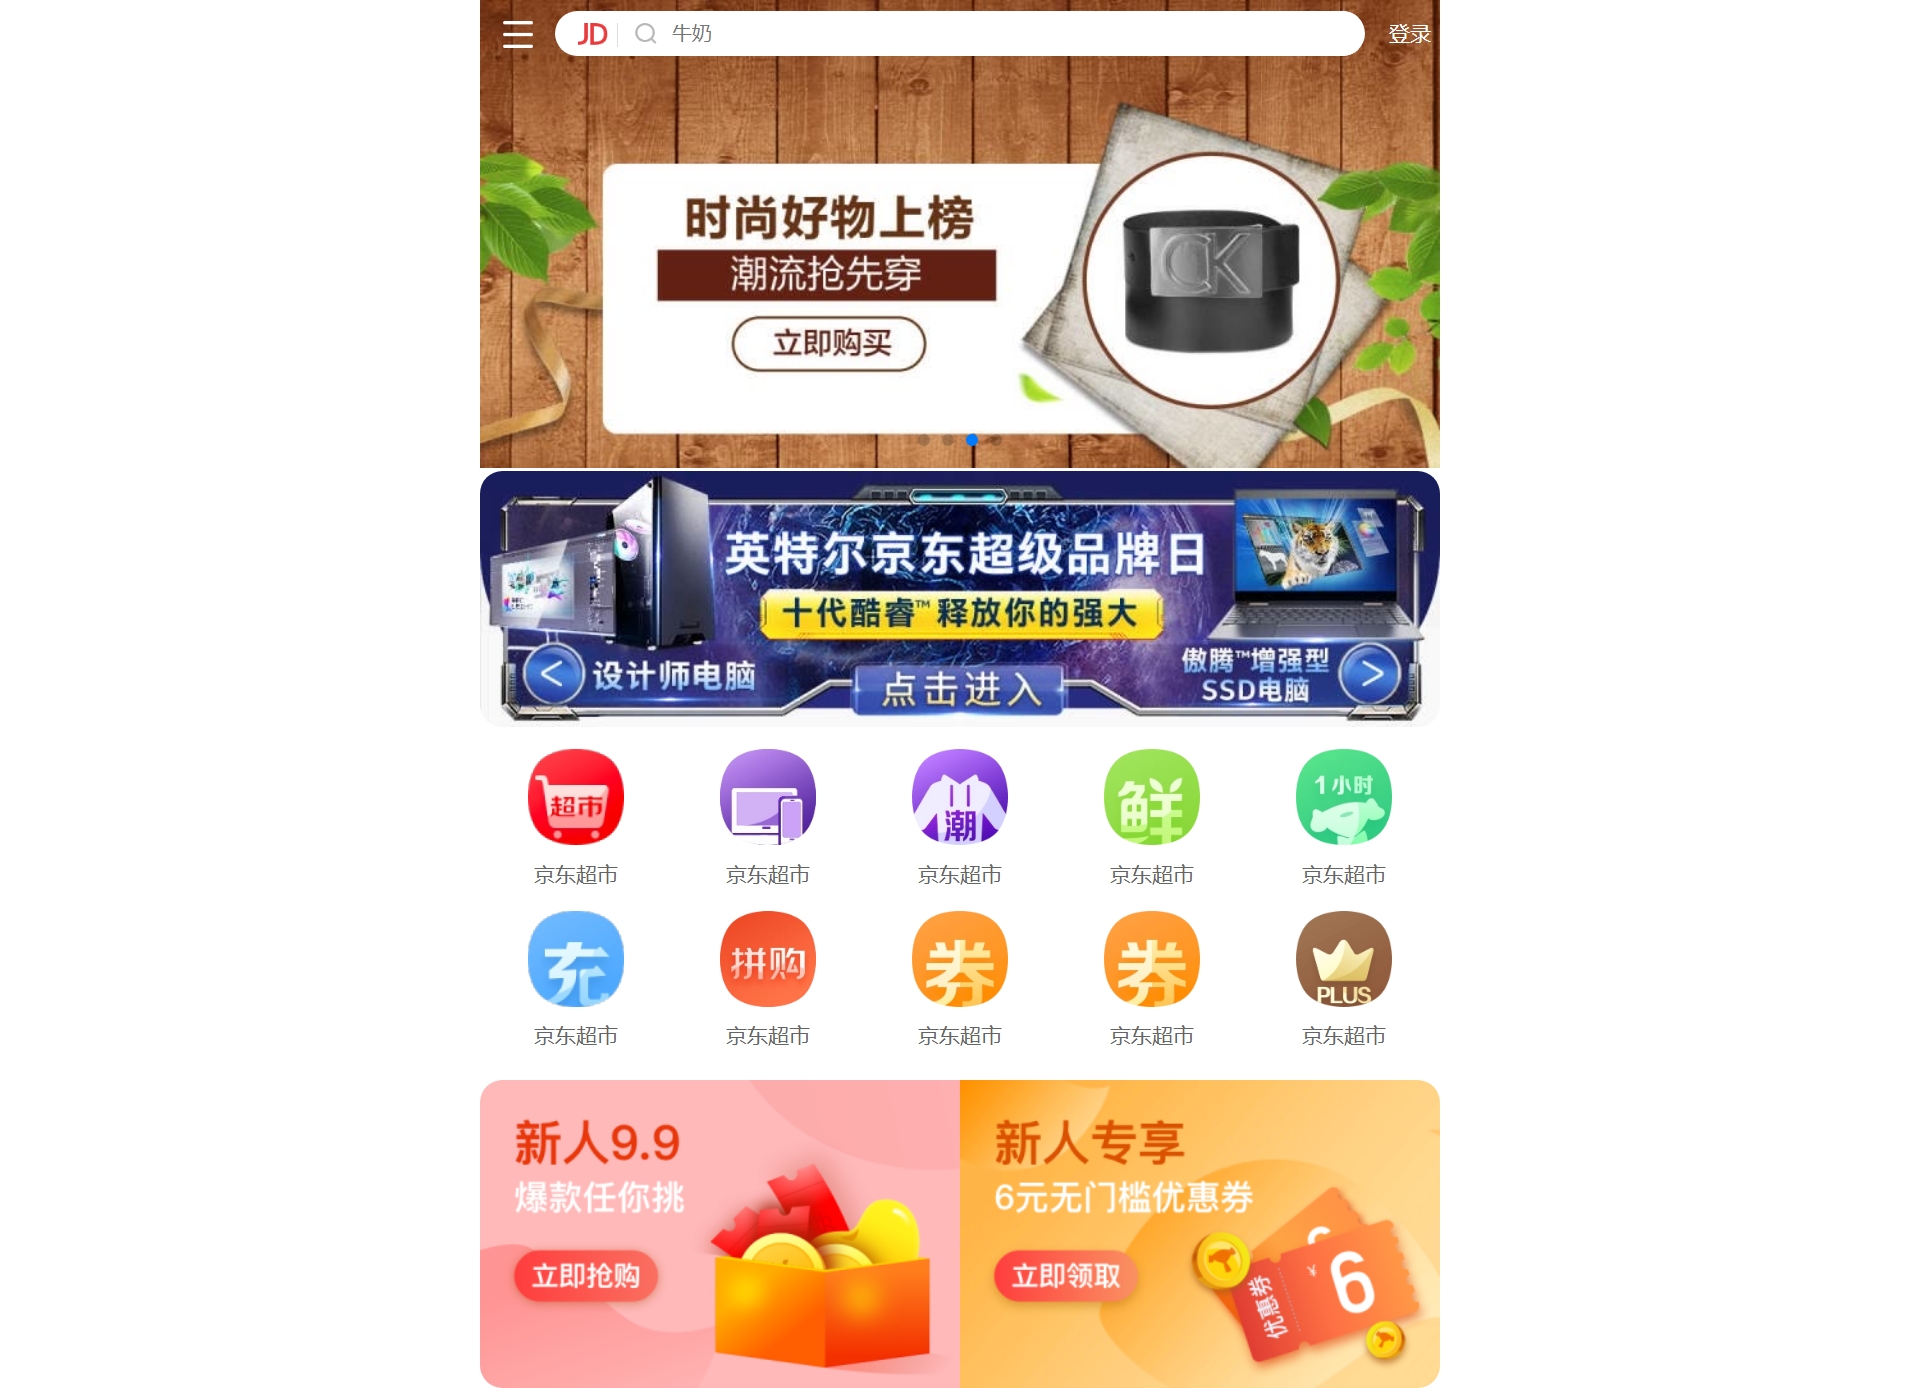 JD 牛奶 登录
时尚好物上榜
潮流抢先穿
立即购买
CK
英特尔京东超级品牌日
十代酷睿™ 释放你的强大
< 设计师电脑
点击进入
傲腾™增强型
SSD电脑 >
超市
潮
鲜
1小时
京东超市 京东超市 京东超市 京东超市 京东超市
充
拼购
券
券
PLUS
京东超市 京东超市 京东超市 京东超市 京东超市
新人9.9
爆款任你挑
立即抢购
新人专享
6元无门槛优惠券
立即领取
优惠券
¥ 6